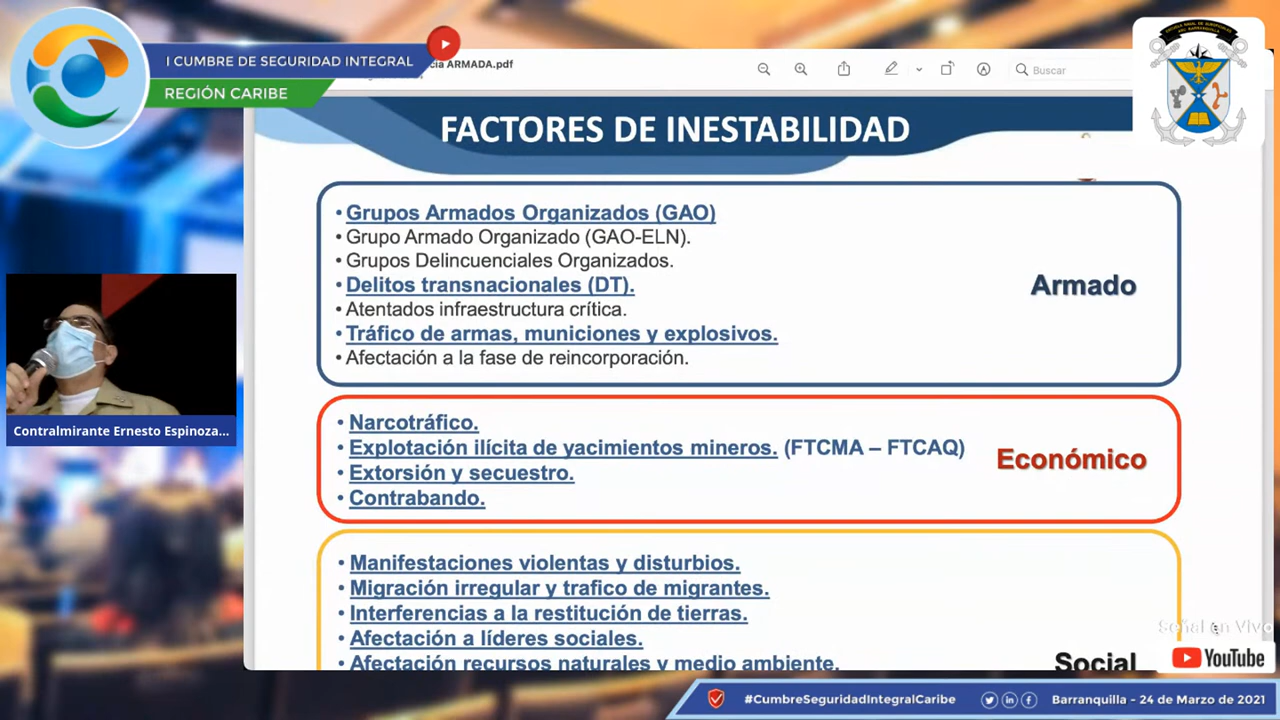 I CUMBRE DE SEGURIDAD INTEGRAL
REGIÓN CARIBE
cia ARMADA.pdf
Buscar
FACTORES DE INESTABILIDAD
• Grupos Armados Organizados (GAO)
• Grupo Armado Organizado (GAO-ELN).
• Grupos Delincuenciales Organizados.
• Delitos transnacionales (DT).
• Atentados infraestructura crítica.
• Tráfico de armas, municiones y explosivos.
• Afectación a la fase de reincorporación.
Armado
• Narcotráfico.
• Explotación ilícita de yacimientos mineros. (FTCMA – FTCAQ)
• Extorsión y secuestro.
• Contrabando.
Económico
• Manifestaciones violentas y disturbios.
• Migración irregular y trafico de migrantes.
• Interferencias a la restitución de tierras.
• Afectación a líderes sociales.
• Afectación recursos naturales y medio ambiente.
Social
Contralmirante Ernesto Espinoza...
Señal en Vivo
YouTube
#CumbreSeguridadIntegralCaribe
Barranquilla - 24 de Marzo de 2021